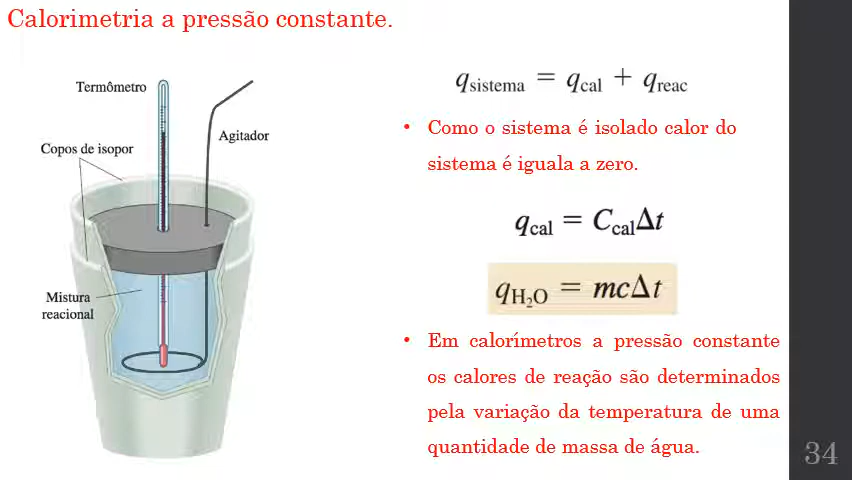 Calorimetria a pressão constante.
Termômetro
Agitador
Copos de isopor
Mistura
reacional
q_sistema = q_cal + q_reac
• Como o sistema é isolado calor do
sistema é iguala a zero.
q_cal = C_calΔt
q_H₂O = mcΔt
• Em calorímetros a pressão constante
os calores de reação são determinados
pela variação da temperatura de uma
quantidade de massa de água.
34